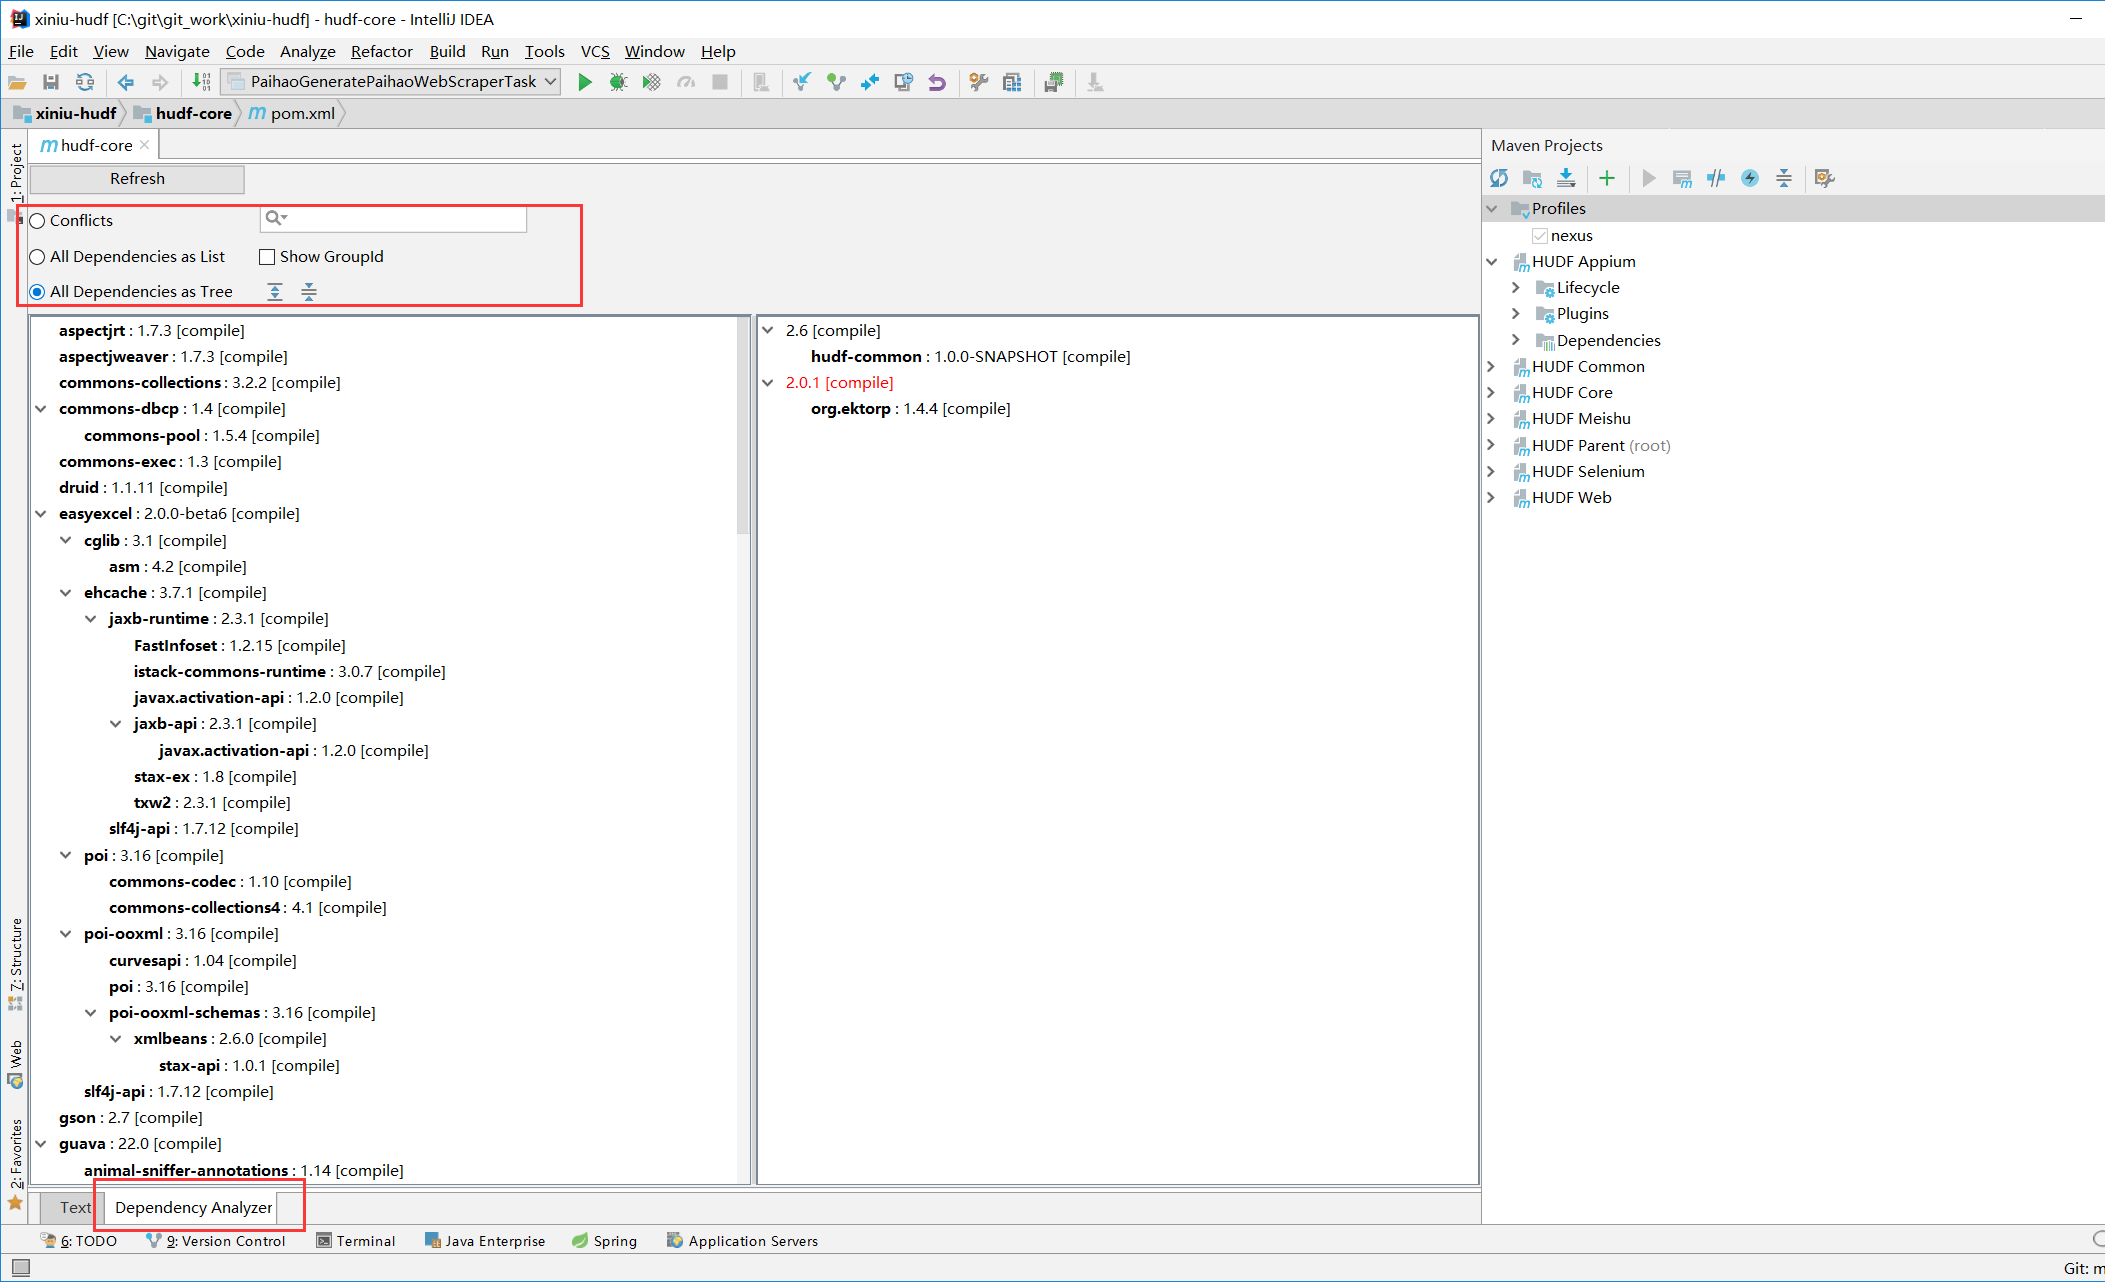 xiniu-hudf [C:\git\git_work\xiniu-hudf] - hudf-core - IntelliJ IDEA
File Edit View Navigate Code Analyze Refactor Build Run Tools VCS Window Help
PaihaoGeneratePaihaoWebScraperTask
xiniu-hudf hudf-core pom.xml
1: Project
7: Structure
Web
2: Favorites
hudf-core
Refresh
Conflicts
All Dependencies as List Show GroupId
All Dependencies as Tree
aspectjrt : 1.7.3 [compile]
aspectjweaver : 1.7.3 [compile]
commons-collections : 3.2.2 [compile]
commons-dbcp : 1.4 [compile]
commons-pool : 1.5.4 [compile]
commons-exec : 1.3 [compile]
druid : 1.1.11 [compile]
easyexcel : 2.0.0-beta6 [compile]
cglib : 3.1 [compile]
asm : 4.2 [compile]
ehcache : 3.7.1 [compile]
jaxb-runtime : 2.3.1 [compile]
FastInfoset : 1.2.15 [compile]
istack-commons-runtime : 3.0.7 [compile]
javax.activation-api : 1.2.0 [compile]
jaxb-api : 2.3.1 [compile]
javax.activation-api : 1.2.0 [compile]
stax-ex : 1.8 [compile]
txw2 : 2.3.1 [compile]
slf4j-api : 1.7.12 [compile]
poi : 3.16 [compile]
commons-codec : 1.10 [compile]
commons-collections4 : 4.1 [compile]
poi-ooxml : 3.16 [compile]
curvesapi : 1.04 [compile]
poi : 3.16 [compile]
poi-ooxml-schemas : 3.16 [compile]
xmlbeans : 2.6.0 [compile]
stax-api : 1.0.1 [compile]
slf4j-api : 1.7.12 [compile]
gson : 2.7 [compile]
guava : 22.0 [compile]
animal-sniffer-annotations : 1.14 [compile]
2.6 [compile]
hudf-common : 1.0.0-SNAPSHOT [compile]
2.0.1 [compile]
org.ektorp : 1.4.4 [compile]
Maven Projects
Profiles
nexus
HUDF Appium
Lifecycle
Plugins
Dependencies
HUDF Common
HUDF Core
HUDF Meishu
HUDF Parent (root)
HUDF Selenium
HUDF Web
Text Dependency Analyzer
6: TODO 9: Version Control Terminal Java Enterprise Spring Application Servers
Git: m